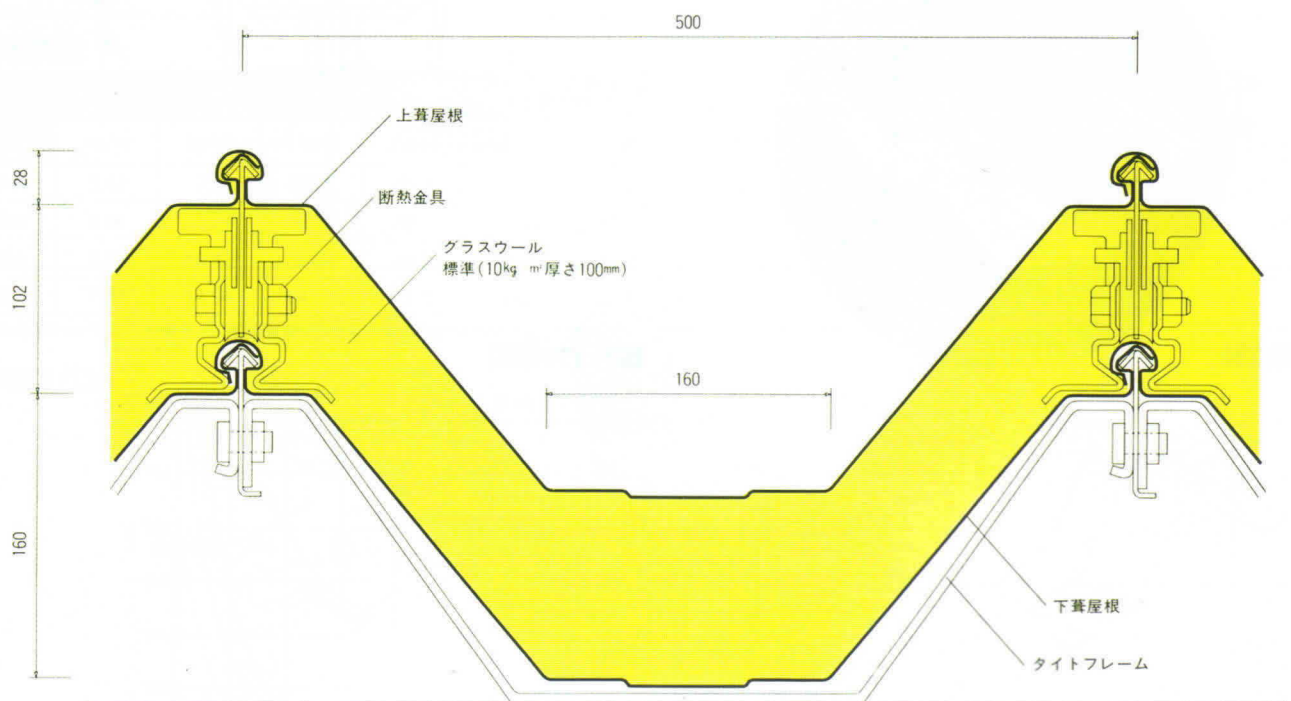 500
上葺屋根
28
断熱金具
グラスウール
標準(10kg m³厚さ100mm)
102
160
160
下葺屋根
タイトフレーム